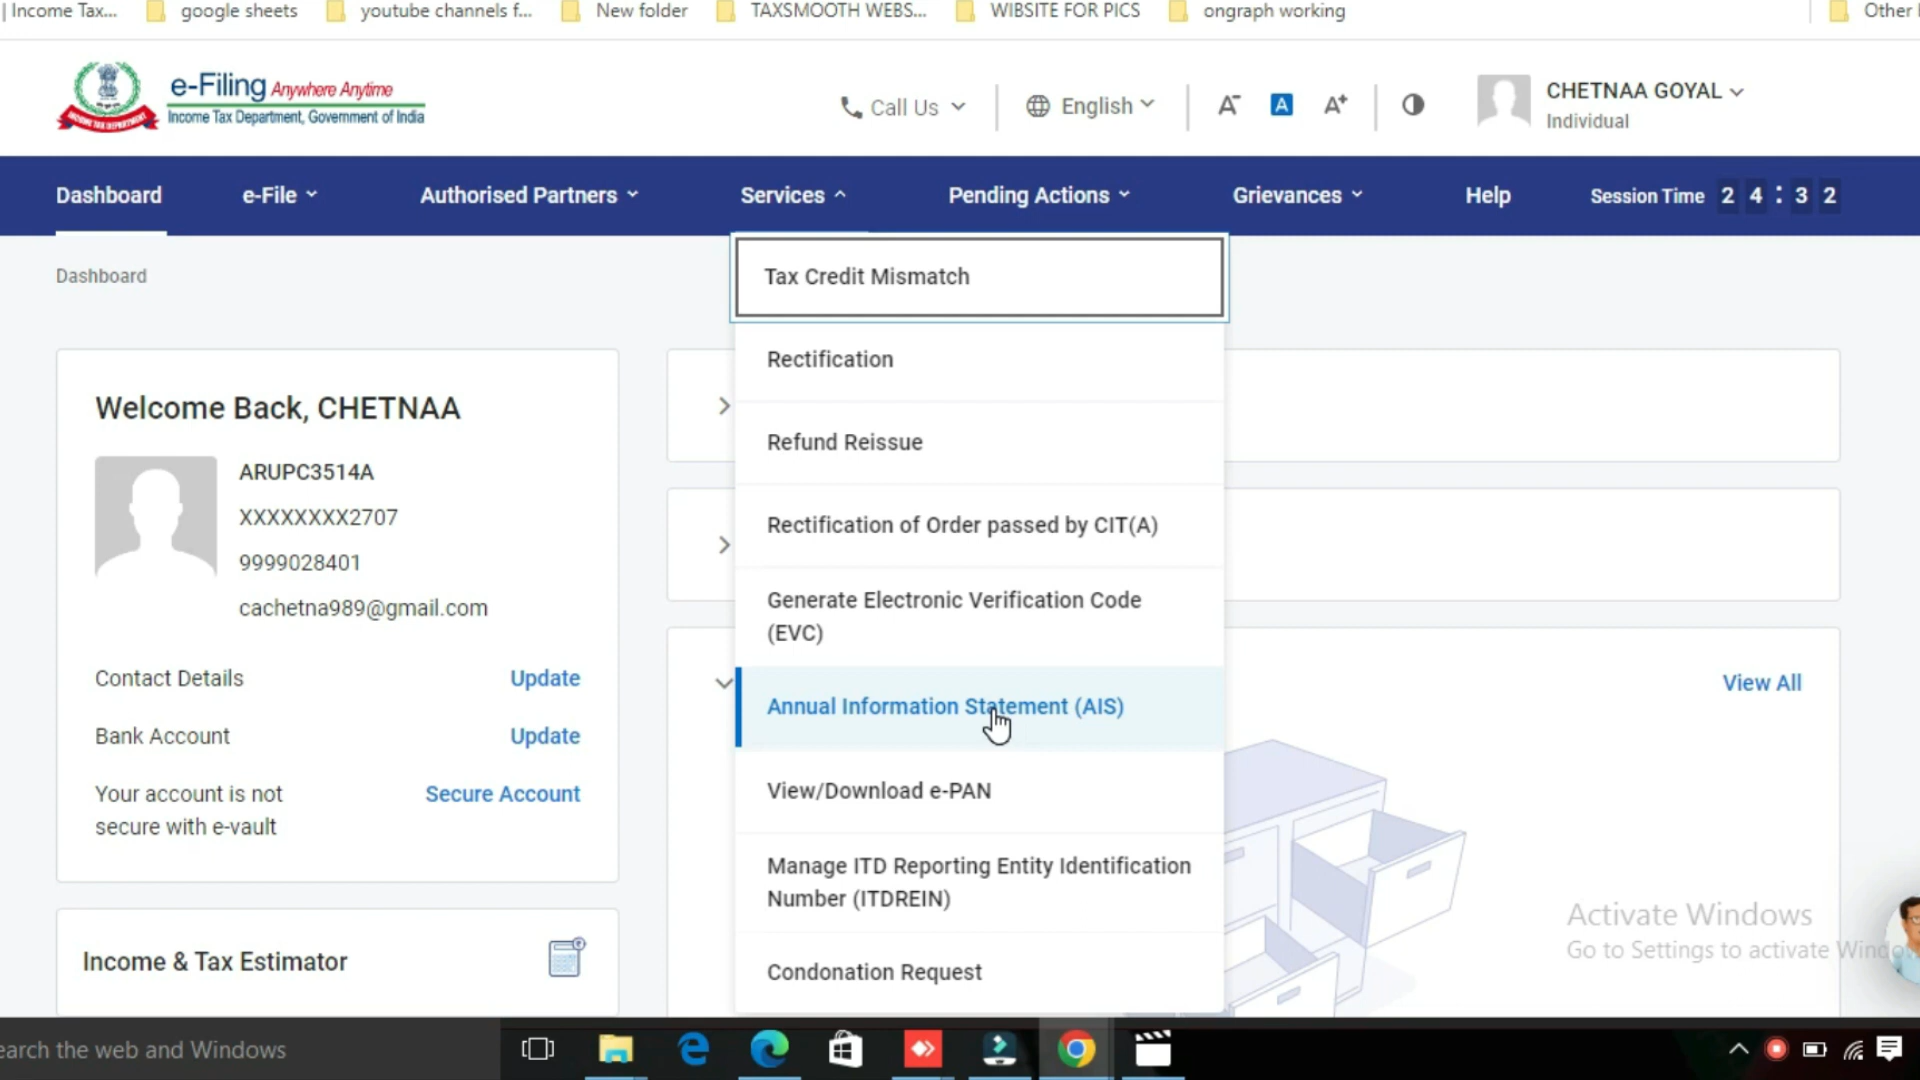 Income Tax...
google sheets
youtube channels f...
New folder
TAXSMOOTH WEBS...
WIBSITE FOR PICS
ongraph working
Other
e-Filing Anywhere Anytime
Income Tax Department, Government of India
Call Us
English
A-
A
A+
CHETNAA GOYAL
Individual
Dashboard
e-File
Authorised Partners
Services
Pending Actions
Grievances
Help
Session Time 24:32
Dashboard
Tax Credit Mismatch
Rectification
Refund Reissue
Rectification of Order passed by CIT(A)
Generate Electronic Verification Code
(EVC)
Annual Information Statement (AIS)
View/Download e-PAN
Manage ITD Reporting Entity Identification
Number (ITDREIN)
Condonation Request
Welcome Back, CHETNAA
ARUPC3514A
XXXXXXXX2707
9999028401
cachetna989@gmail.com
Contact Details
Update
Bank Account
Update
Your account is not
secure with e-vault
Secure Account
View All
Income & Tax Estimator
Activate Windows
Go to Settings to activate Windo
earch the web and Windows